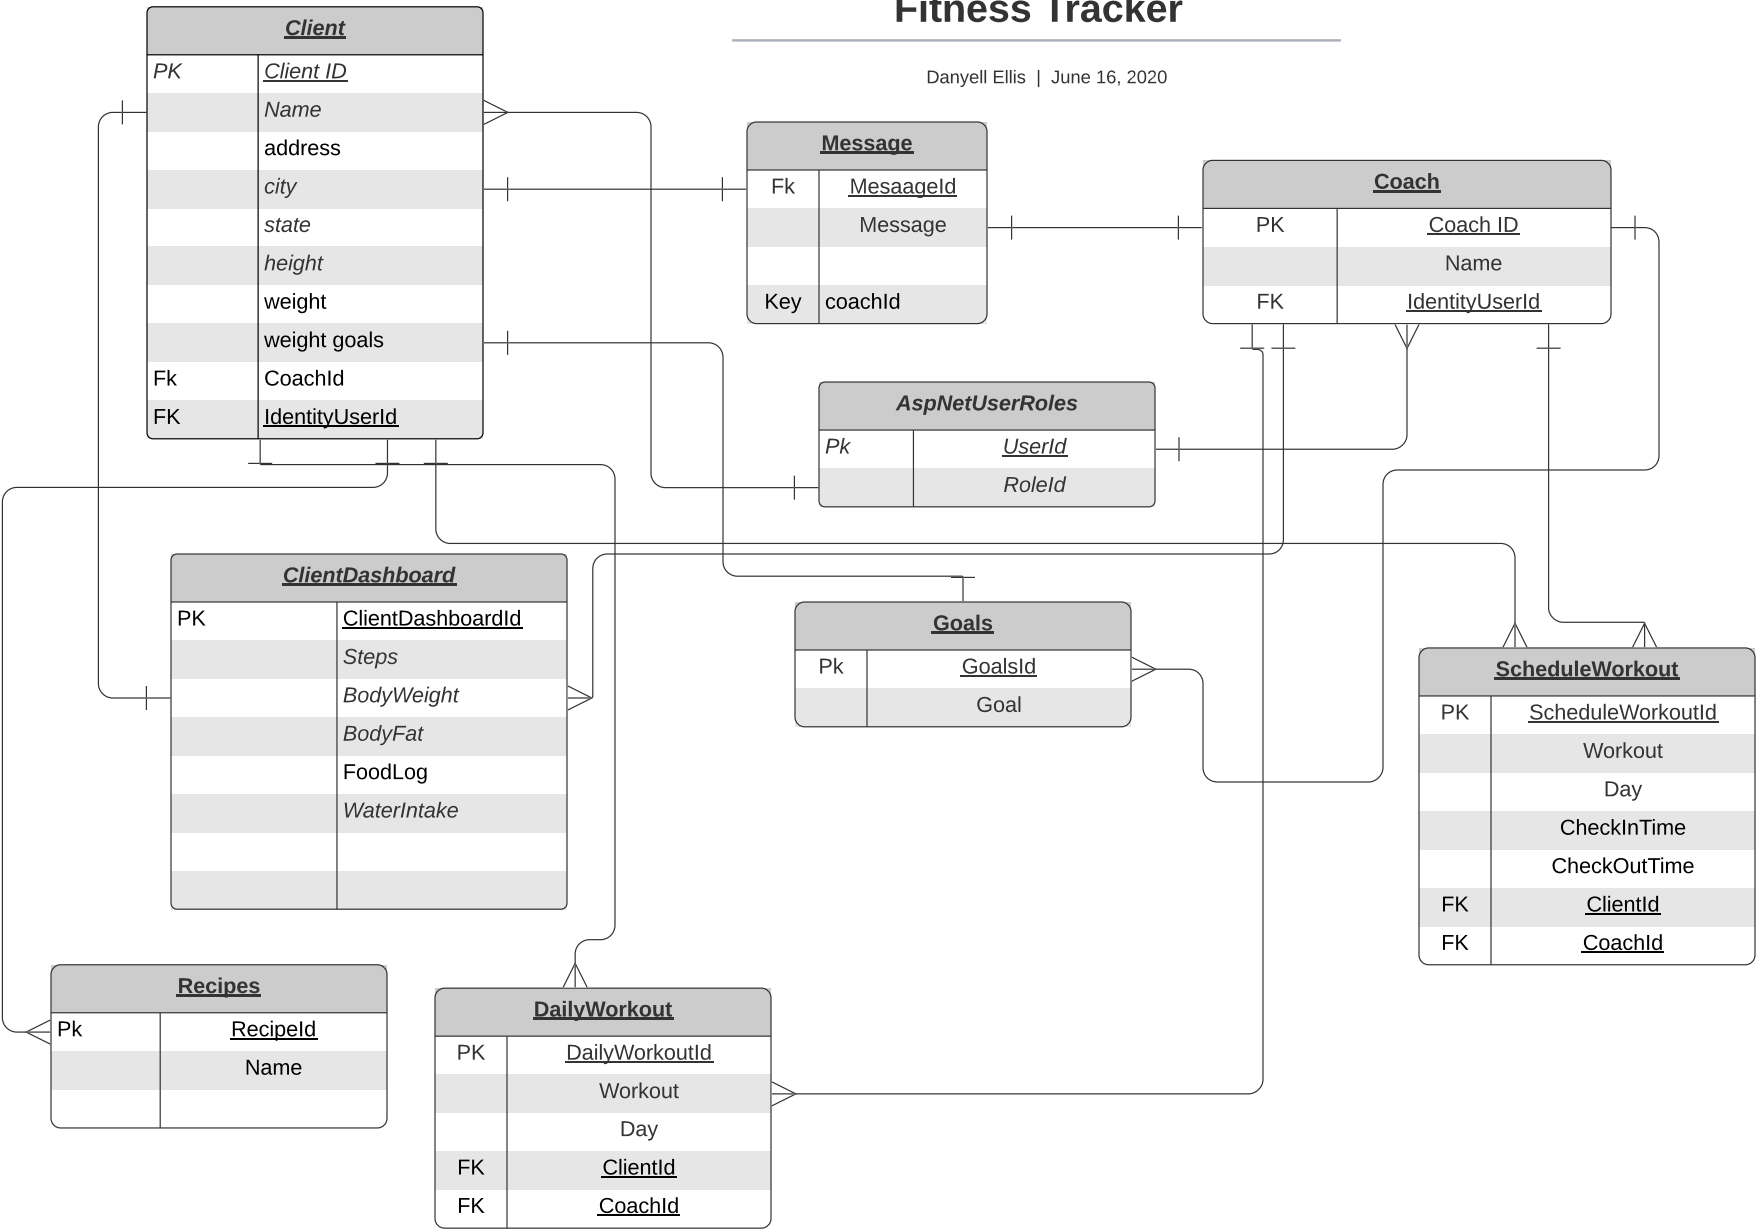 Fitness Tracker
Danyell Ellis | June 16, 2020
Client
PK Client ID
Name
address
city
state
height
weight
weight goals
Fk CoachId
FK IdentityUserId
Message
Fk MesaageId
Message
Key coachId
Coach
PK Coach ID
Name
FK IdentityUserId
AspNetUserRoles
Pk UserId
RoleId
ClientDashboard
PK ClientDashboardId
Steps
BodyWeight
BodyFat
FoodLog
WaterIntake
Goals
Pk GoalsId
Goal
ScheduleWorkout
PK ScheduleWorkoutId
Workout
Day
CheckInTime
CheckOutTime
FK ClientId
FK CoachId
Recipes
Pk RecipeId
Name
DailyWorkout
PK DailyWorkoutId
Workout
Day
FK ClientId
FK CoachId